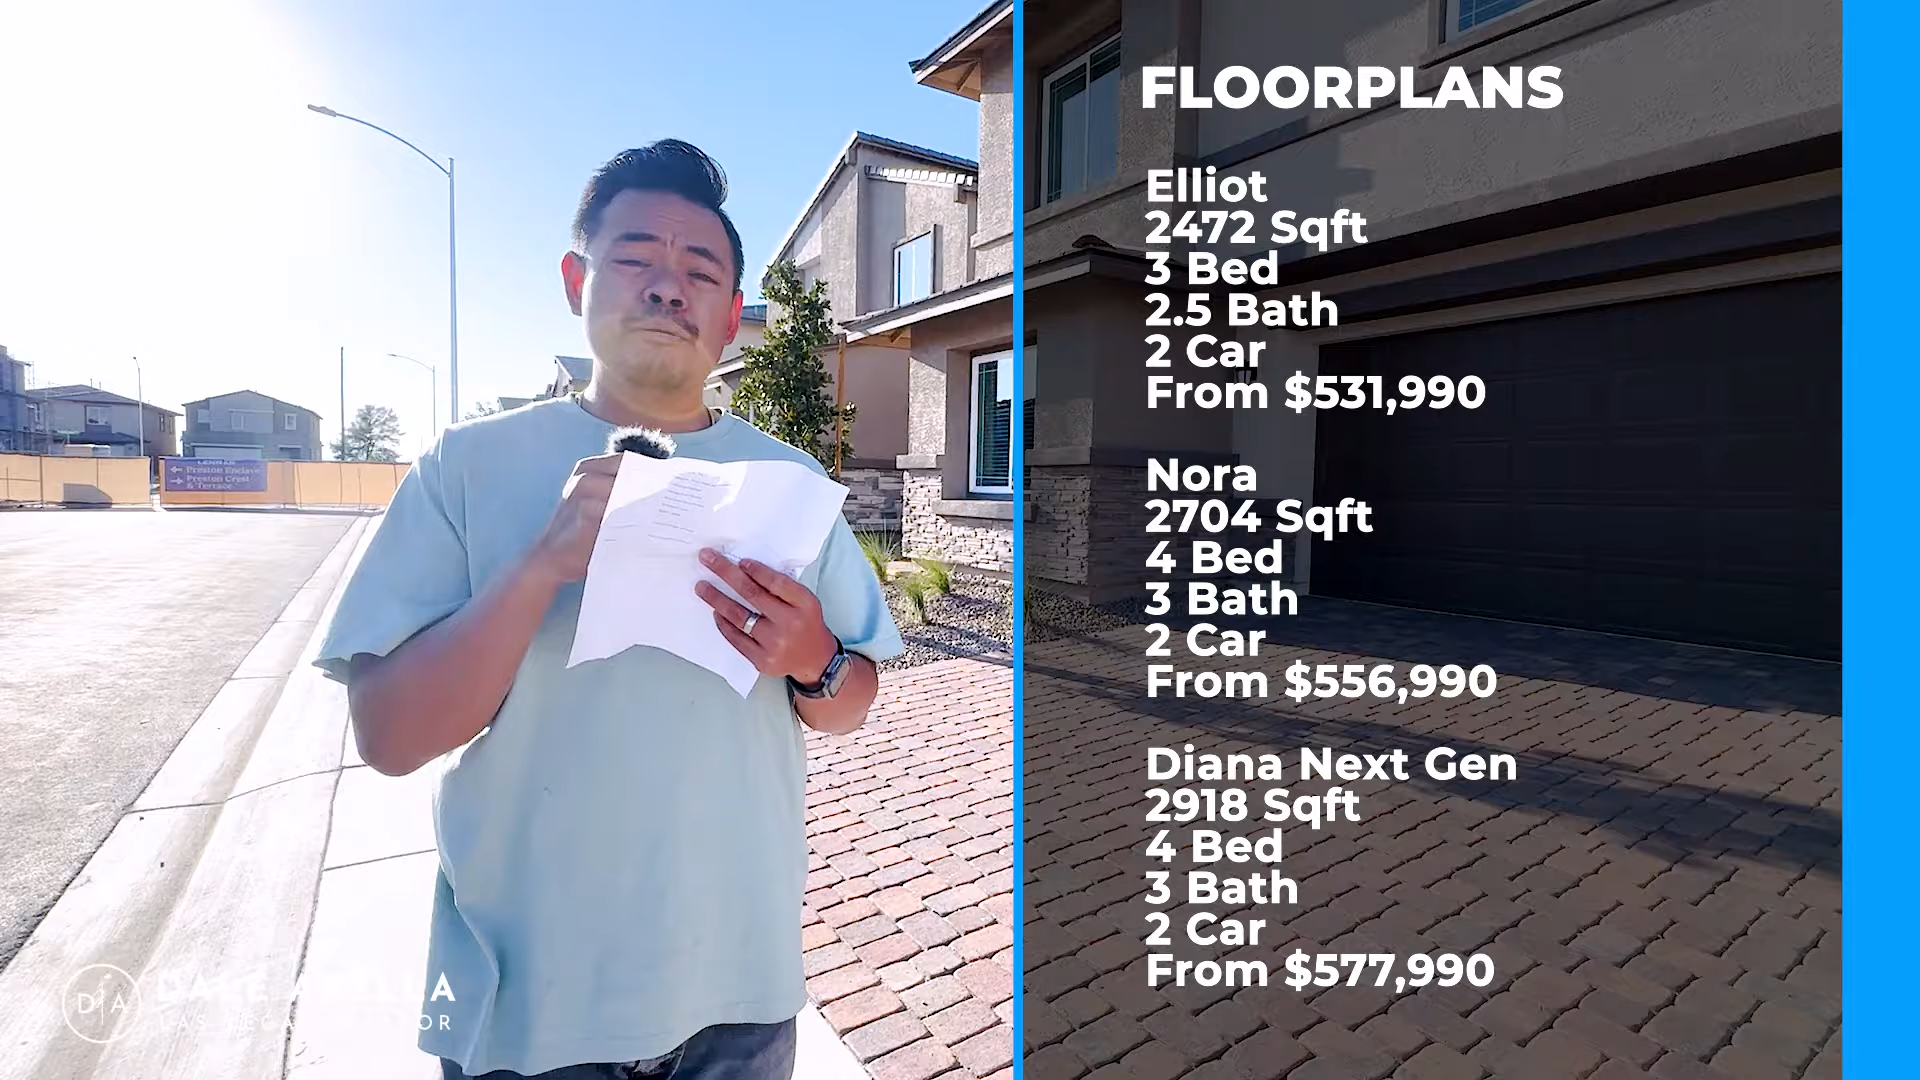 FLOORPLANS
Elliot
2472 Sqft
3 Bed
2.5 Bath
2 Car
From $531,990
Nora
2704 Sqft
4 Bed
3 Bath
2 Car
From $556,990
Diana Next Gen
2918 Sqft
4 Bed
3 Bath
2 Car
From $577,990
LENNAR
Preston Enclave
Preston Crest
& Terrace
D A